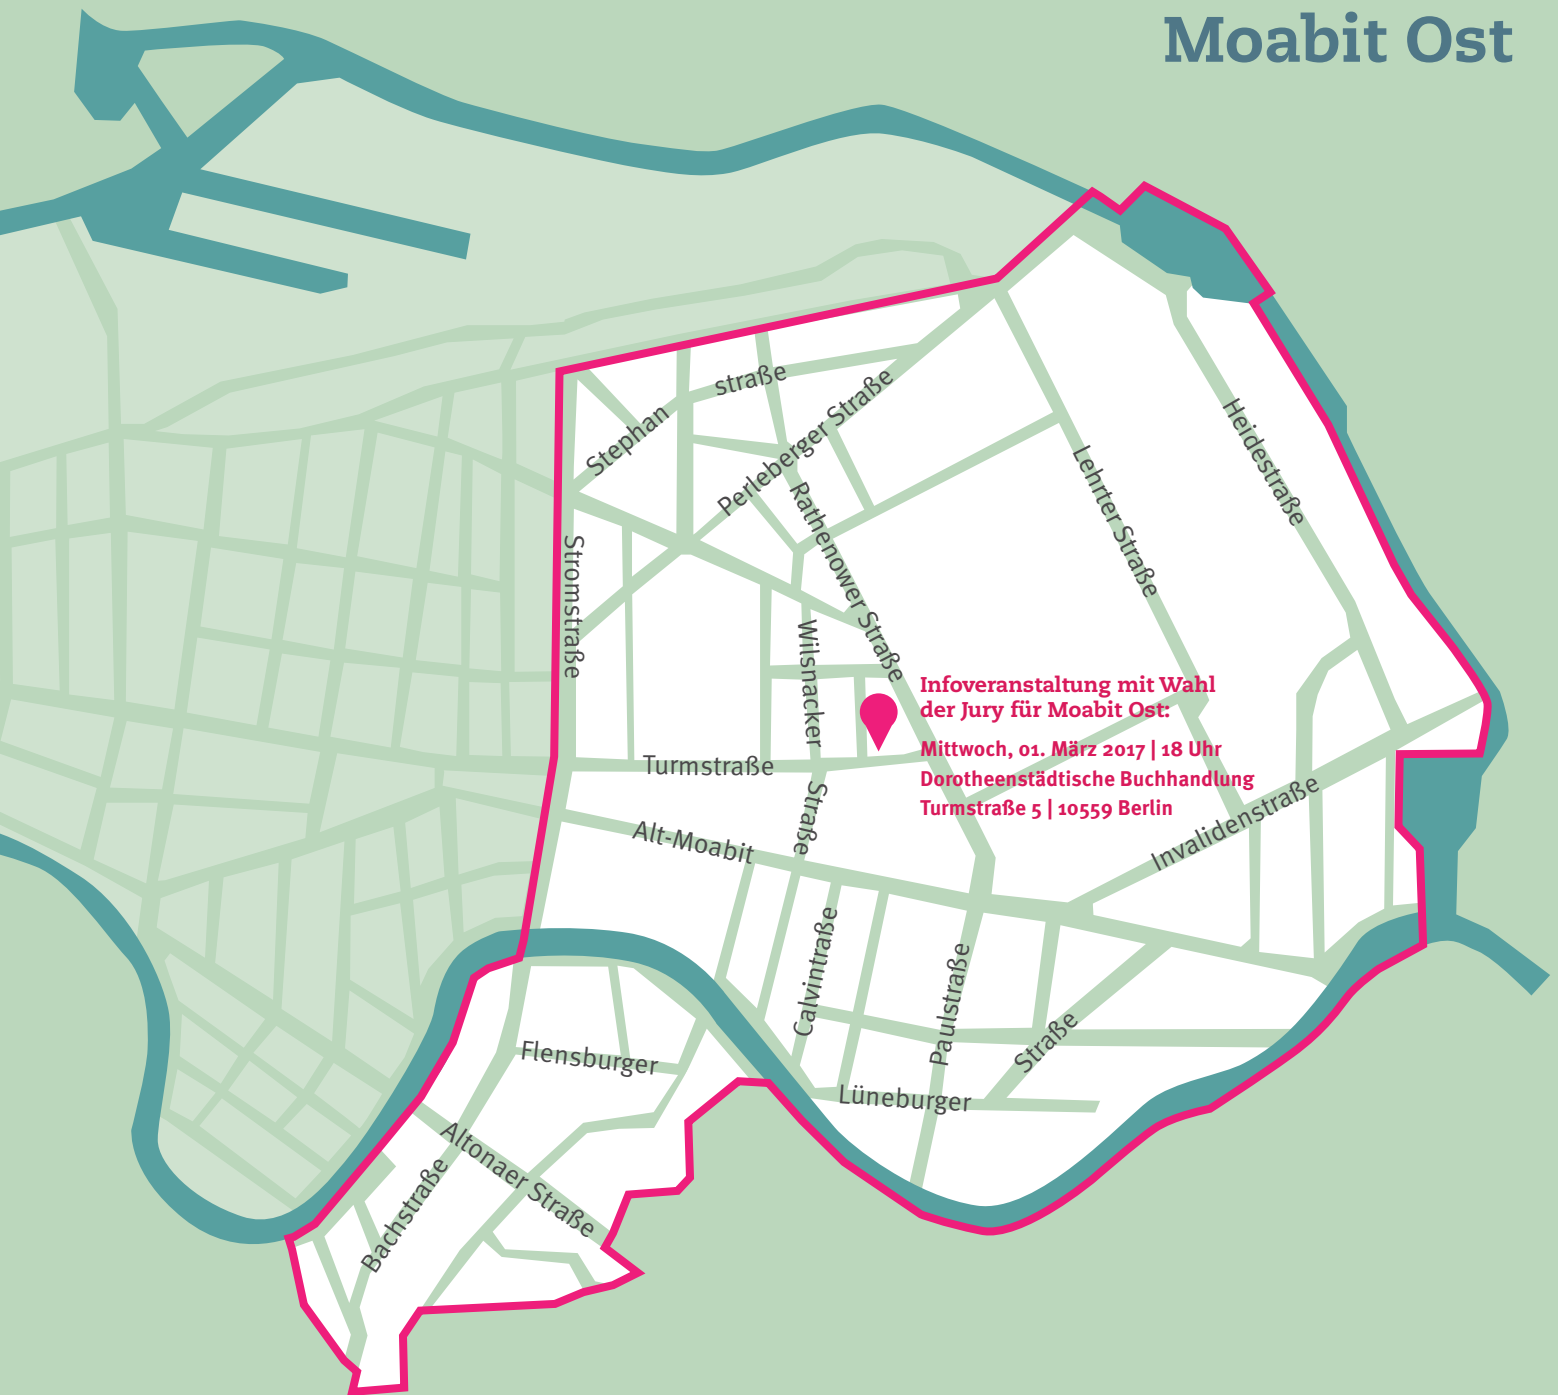 Moabit Ost
straße
Stephan
Perleberger Straße
Heidestraße
Lehrter Straße
Rathenower Straße
Stromstraße
Wilsnacker
Straße
Infoveranstaltung mit Wahl
der Jury für Moabit Ost:
Mittwoch, 01. März 2017 | 18 Uhr
Dorotheenstädtische Buchhandlung
Turmstraße 5 | 10559 Berlin
Turmstraße
Alt-Moabit
Invalidenstraße
Calvintraße
Paulstraße
Lüneburger
Straße
Flensburger
Altonaer Straße
Bachstraße